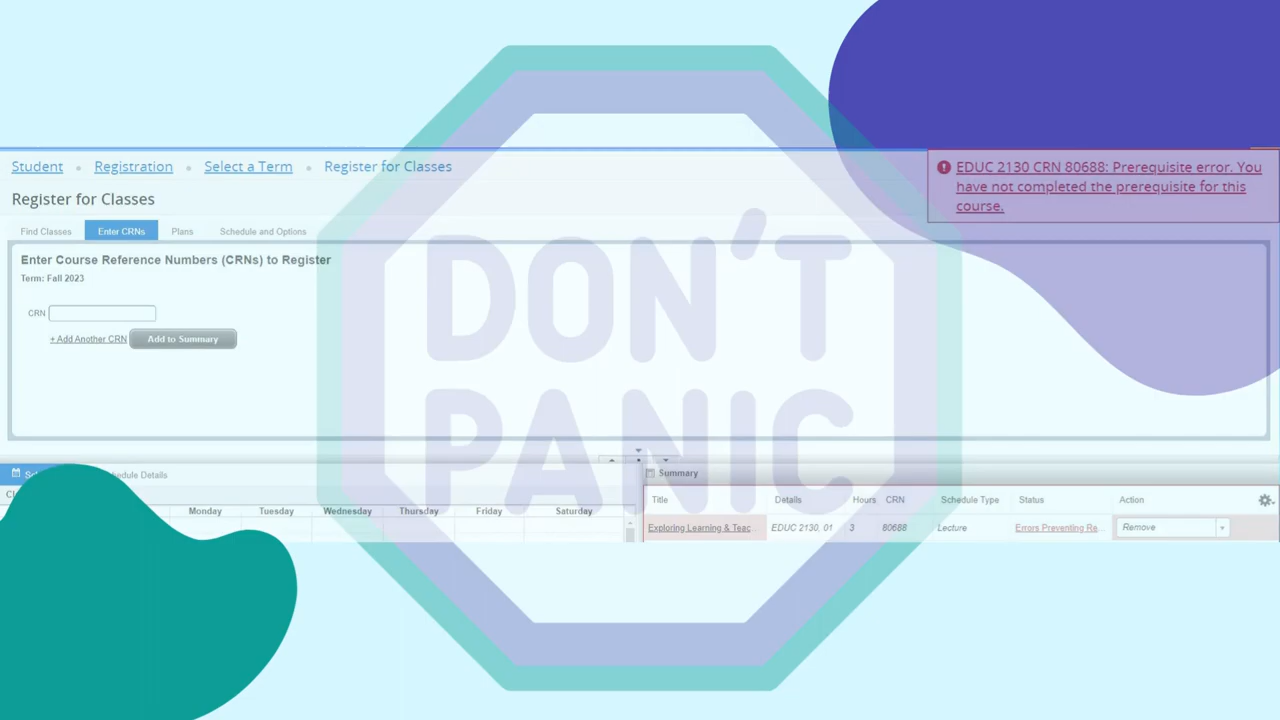 Student • Registration • Select a Term • Register for Classes
EDUC 2130 CRN 80688: Prerequisite error. You
have not completed the prerequisite for this
course.
Register for Classes
Find Classes Enter CRNs Plans Schedule and Options
Enter Course Reference Numbers (CRNs) to Register
Term: Fall 2023
CRN
+ Add Another CRN Add to Summary
DON'T
PANIC
Schedule Details
Summary
Title Details Hours CRN Schedule Type Status Action
Monday Tuesday Wednesday Thursday Friday Saturday
Exploring Learning & Teac... EDUC 2130, 01 3 80688 Lecture Errors Preventing Re... Remove